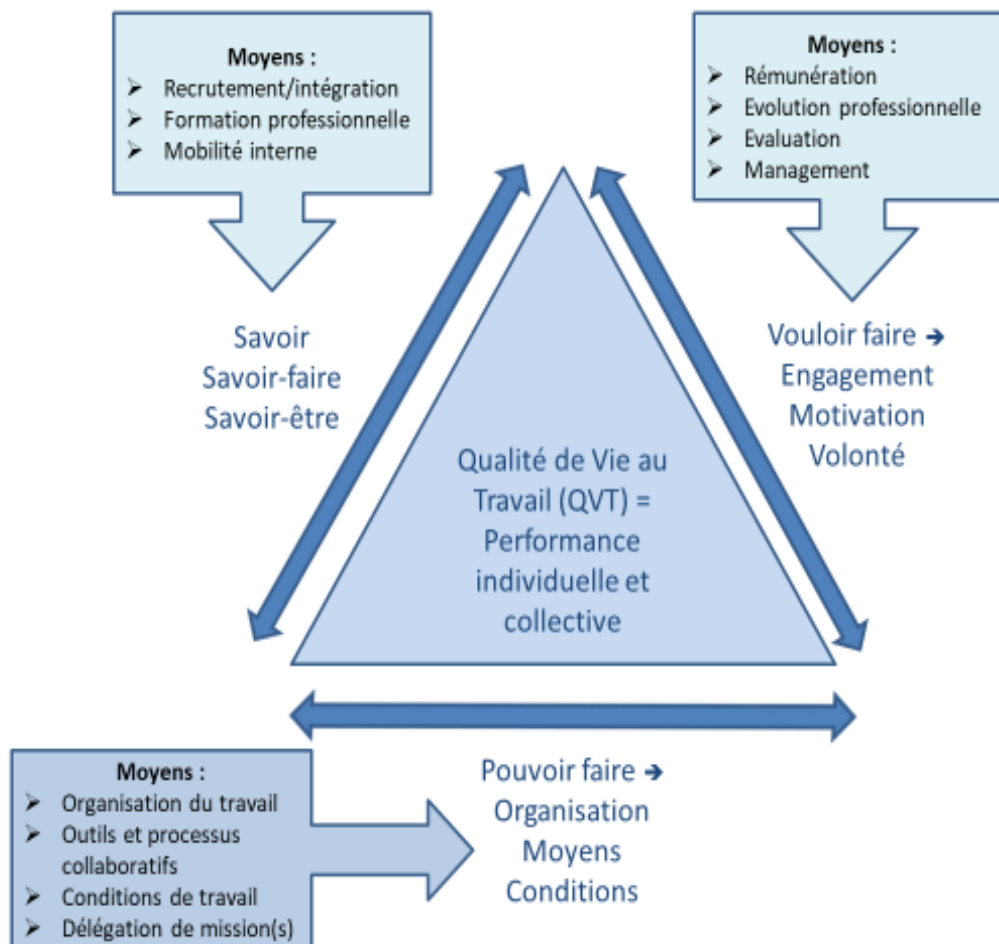 Moyens :
➢ Recrutement/intégration
➢ Formation professionnelle
➢ Mobilité interne
Moyens :
➢ Rémunération
➢ Evolution professionnelle
➢ Evaluation
➢ Management
Savoir
Savoir-faire
Savoir-être
Vouloir faire ➔
Engagement
Motivation
Volonté
Qualité de Vie au
Travail (QVT) =
Performance
individuelle et
collective
Moyens :
➢ Organisation du travail
➢ Outils et processus
collaboratifs
➢ Conditions de travail
➢ Délégation de mission(s)
Pouvoir faire ➔
Organisation
Moyens
Conditions